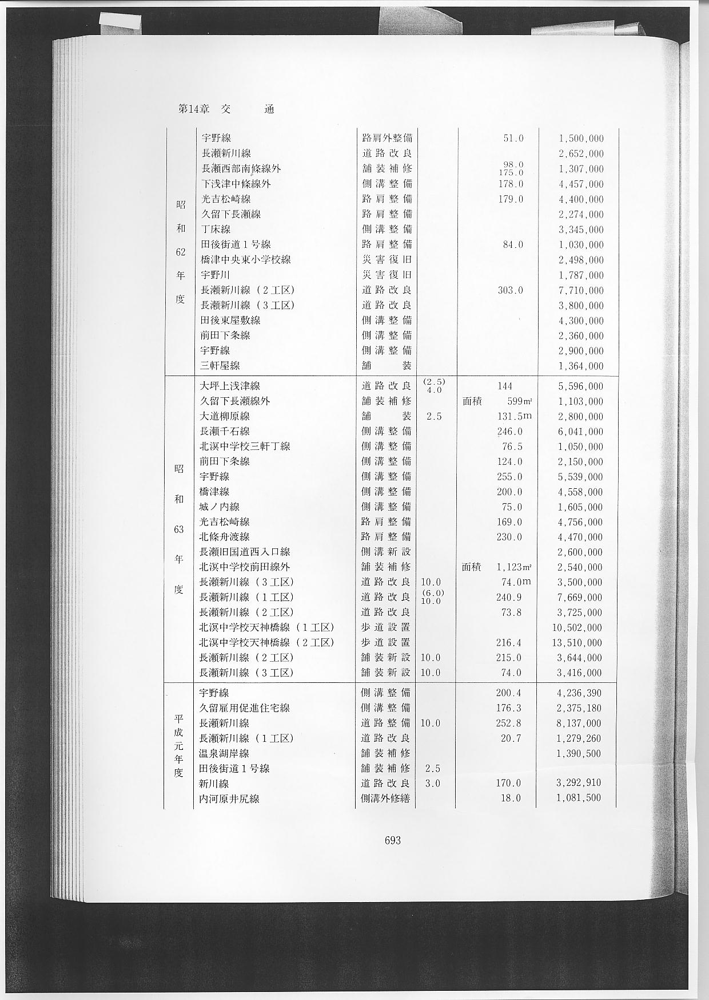 第14章 交 通
宇野線 路肩外整備 51.0 1,500,000
長瀬新川線 道路改良 2,652,000
長瀬西部南條線外 舗装補修 98.0 175.0 1,307,000
下浅津中條線外 側溝整備 178.0 4,457,000
光吉松崎線 路肩整備 179.0 4,400,000
久留下長瀬線 路肩整備 2,274,000
丁床線 側溝整備 3,345,000
田後街道1号線 路肩整備 84.0 1,030,000
橋津中央東小学校線 災害復旧 2,498,000
宇野川 災害復旧 1,787,000
長瀬新川線(2工区) 道路改良 303.0 7,710,000
長瀬新川線(3工区) 道路改良 3,800,000
田後東屋敷線 側溝整備 4,300,000
前田下条線 側溝整備 2,360,000
宇野線 側溝整備 2,900,000
三軒屋線 舗装 1,364,000
昭和62年度
大坪上浅津線 道路改良 (2.5) 4.0 144 5,596,000
久留下長瀬線外 舗装補修 面積 599㎡ 1,103,000
大道柳原線 舗装 2.5 131.5m 2,800,000
長瀬千石線 側溝整備 246.0 6,041,000
北溟中学校三軒丁線 側溝整備 76.5 1,050,000
前田下条線 側溝整備 124.0 2,150,000
宇野線 側溝整備 255.0 5,539,000
橋津線 側溝整備 200.0 4,558,000
城ノ内線 側溝整備 75.0 1,605,000
光吉松崎線 路肩整備 169.0 4,756,000
北條舟渡線 路肩整備 230.0 4,470,000
長瀬旧国道西入口線 側溝新設 2,600,000
北溟中学校前田線外 舗装補修 面積 1,123㎡ 2,540,000
長瀬新川線(3工区) 道路改良 10.0 74.0m 3,500,000
長瀬新川線(1工区) 道路改良 (6.0) 10.0 240.9 7,669,000
長瀬新川線(2工区) 道路改良 73.8 3,725,000
北溟中学校天神橋線(1工区) 歩道設置 10,502,000
北溟中学校天神橋線(2工区) 歩道設置 216.4 13,510,000
長瀬新川線(2工区) 舗装新設 10.0 215.0 3,644,000
長瀬新川線(3工区) 舗装新設 10.0 74.0 3,416,000
昭和63年度
宇野線 側溝整備 200.4 4,236,390
久留雇用促進住宅線 側溝整備 176.3 2,375,180
長瀬新川線 道路整備 10.0 252.8 8,137,000
長瀬新川線(1工区) 道路改良 20.7 1,279,260
温泉湖岸線 舗装補修 1,390,500
田後街道1号線 舗装補修 2.5
新川線 道路改良 3.0 170.0 3,292,910
内河原井尻線 側溝外修繕 18.0 1,081,500
平成元年度
693